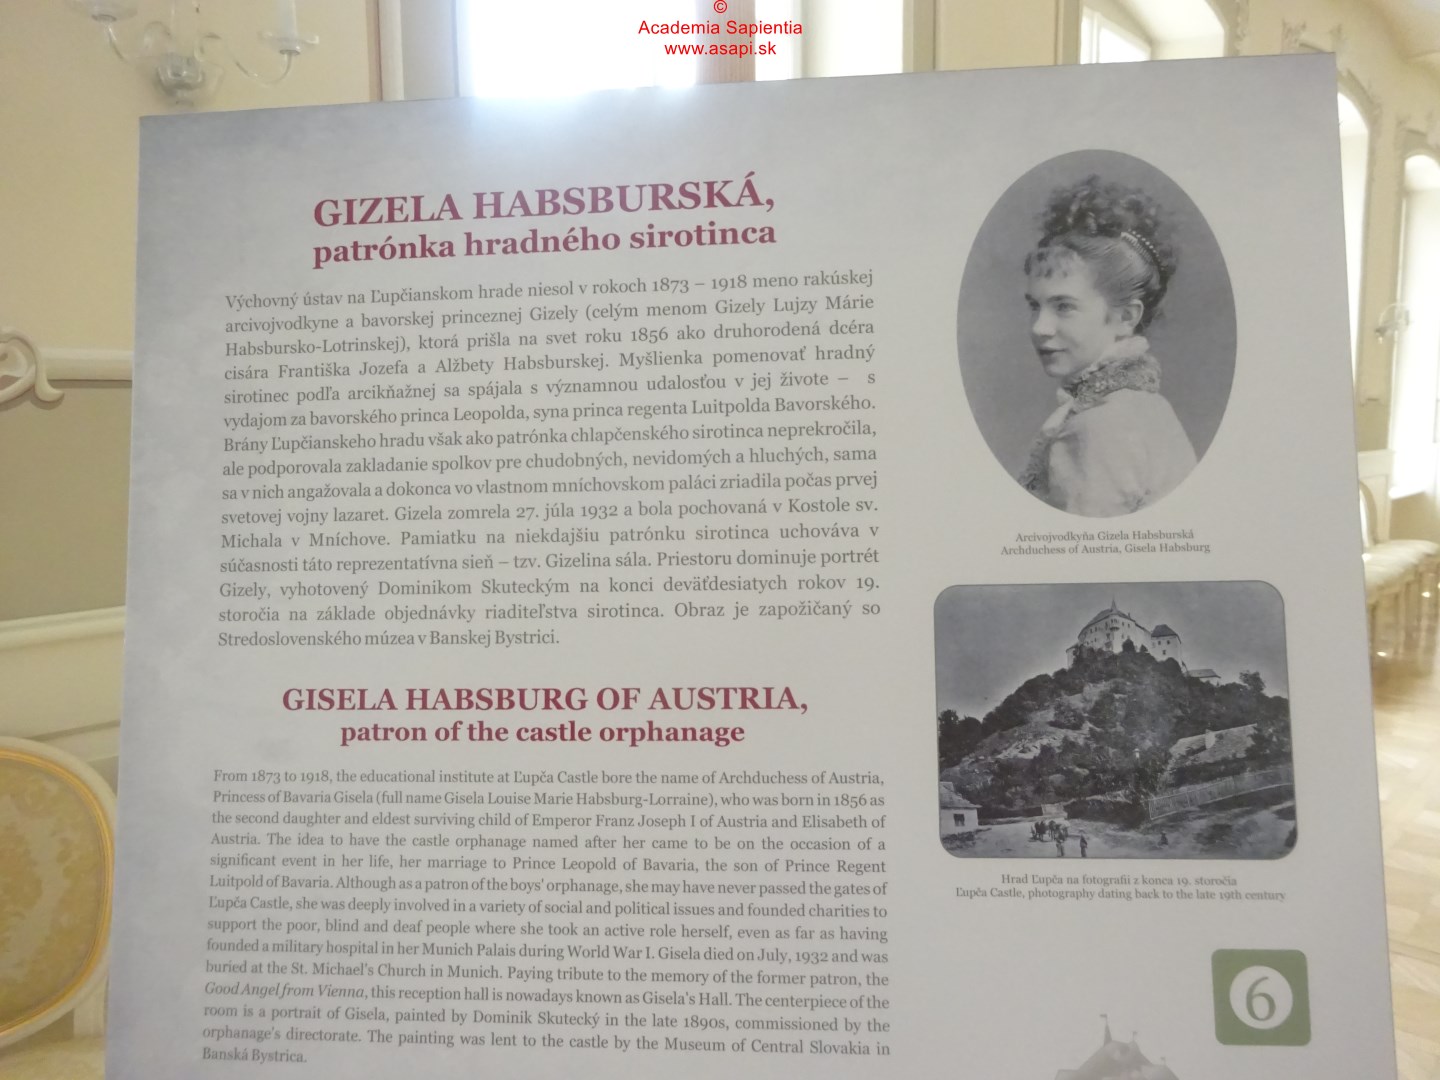 ©
Academia Sapientia
www.asapi.sk
GIZELA HABSBURSKÁ,
patrónka hradného sirotinca
Výchovný ústav na Ľupčianskom hrade niesol v rokoch 1873 – 1918 meno rakúskej
arcivojvodkyne a bavorskej princeznej Gizely (celým menom Gizely Lujzy Márie
Habsbursko-Lotrinskej), ktorá prišla na svet roku 1856 ako druhorodená dcéra
cisára Františka Jozefa a Alžbety Habsburskej. Myšlienka pomenovať hradný
sirotinec podľa arcikňažnej sa spájala s významnou udalosťou v jej živote – s
vydajom za bavorského princa Leopolda, syna princa regenta Luitpolda Bavorského.
Brány Ľupčianskeho hradu však ako patrónka chlapčenského sirotinca neprekročila,
ale podporovala zakladanie spolkov pre chudobných, nevidomých a hluchých, sama
sa v nich angažovala a dokonca vo vlastnom mníchovskom paláci zriadila počas prvej
svetovej vojny lazaret. Gizela zomrela 27. júla 1932 a bola pochovaná v Kostole sv.
Michala v Mníchove. Pamiatku na niekdajšiu patrónku sirotinca uchováva v
súčasnosti táto reprezentatívna sieň – tzv. Gizelina sála. Priestoru dominuje portrét
Gizely, vyhotovený Dominikom Skuteckým na konci deväťdesiatych rokov 19.
storočia na základe objednávky riaditeľstva sirotinca. Obraz je zapožičaný so
Stredoslovenského múzea v Banskej Bystrici.
GISELA HABSBURG OF AUSTRIA,
patron of the castle orphanage
From 1873 to 1918, the educational institute at Ľupča Castle bore the name of Archduchess of Austria,
Princess of Bavaria Gisela (full name Gisela Louise Marie Habsburg-Lorraine), who was born in 1856 as
the second daughter and eldest surviving child of Emperor Franz Joseph I of Austria and Elisabeth of
Austria. The idea to have the castle orphanage named after her came to be on the occasion of a
significant event in her life, her marriage to Prince Leopold of Bavaria, the son of Prince Regent
Luitpold of Bavaria. Although as a patron of the boys' orphanage, she may have never passed the gates of
Ľupča Castle, she was deeply involved in a variety of social and political issues and founded charities to
support the poor, blind and deaf people where she took an active role herself, even as far as having
founded a military hospital in her Munich Palais during World War I. Gisela died on July, 1932 and was
buried at the St. Michael's Church in Munich. Paying tribute to the memory of the former patron, the
Good Angel from Vienna, this reception hall is nowadays known as Gisela's Hall. The centerpiece of the
room is a portrait of Gisela, painted by Dominik Skutecký in the late 1890s, commissioned by the
orphanage's directorate. The painting was lent to the castle by the Museum of Central Slovakia in
Banská Bystrica.
Arcivojvodkyňa Gizela Habsburská
Archduchess of Austria, Gisela Habsburg
Hrad Ľupča na fotografii z konca 19. storočia
Ľupča Castle, photography dating back to the late 19th century
6